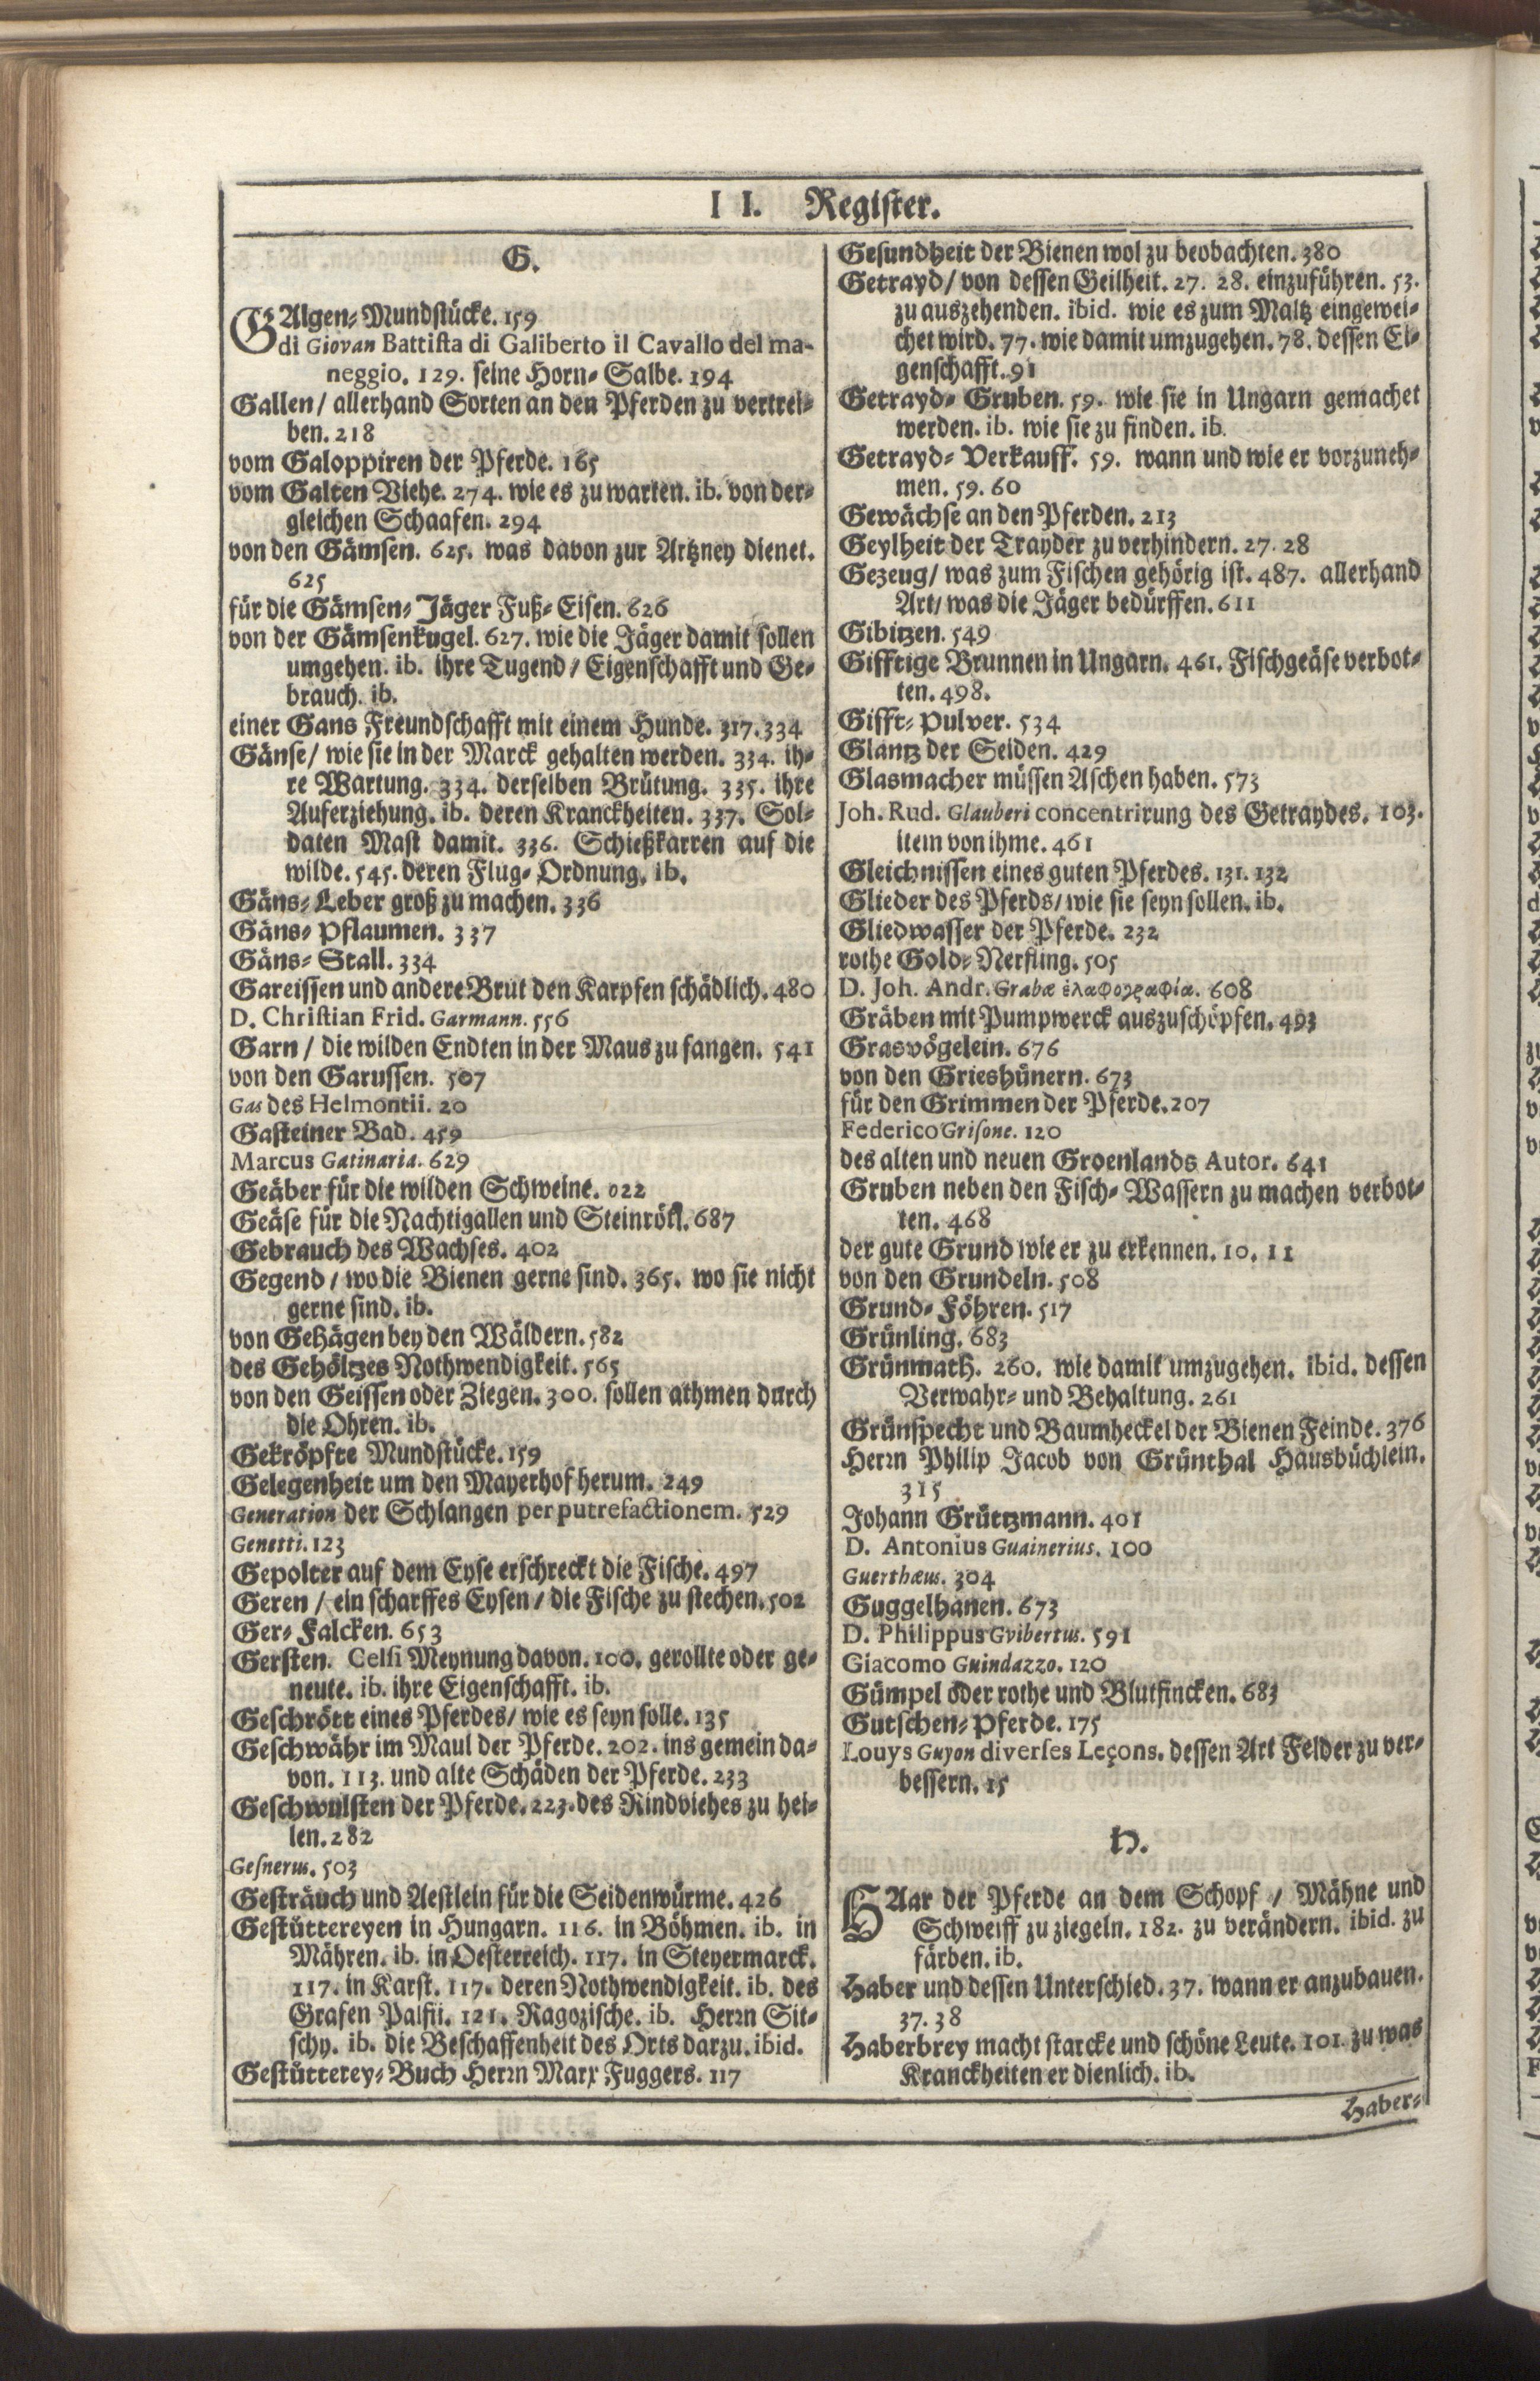 I I. Register.
G.
GAlgen-Mundstücke. 159
di Giovan Battista di Galiberto il Cavallo del ma-
neggio. 129. seine Horn-Salbe. 194
Gallen / allerhand Sorten an den Pferden zu vertrei-
ben. 218
vom Galoppiren der Pferde. 165
vom Galten Viehe. 274. wie es zu warten. ib. von der-
gleichen Schaafen. 294
von den Gämsen. 625. was davon zur Artzney dienet.
625
für die Gämsen-Jäger Fuß-Eisen. 626
von der Gämsenkugel. 627. wie die Jäger damit sollen
umgehen. ib. ihre Tugend / Eigenschafft und Ge-
brauch. ib.
einer Gans Freundschafft mit einem Hunde. 317. 334
Gänse / wie sie in der Marck gehalten werden. 334. ih-
re Wartung. 334. derselben Brütung. 335. ihre
Auferziehung. ib. deren Kranckheiten. 337. Sol-
daten Mast damit. 336. Schießkarren auf die
wilde. 545. deren Flug-Ordnung. ib.
Gäns-Leber groß zu machen. 336
Gäns-Pflaumen. 337
Gäns-Stall. 334
Gareissen und andere Brut den Karpfen schädlich. 480
D. Christian Frid. Garmann. 556
Garn / die wilden Endten in der Maus zu fangen. 541
von den Garussen. 507
Gas des Helmontii. 20
Gasteiner Bad. 459
Marcus Gatinaria. 629
Geäber für die wilden Schweine. 022
Geäse für die Nachtigallen und Steinrötl. 687
Gebrauch des Wachses. 402
Gegend / wo die Bienen gerne sind. 365. wo sie nicht
gerne sind. ib.
von Gehägen bey den Wäldern. 582
des Gehöltzes Nothwendigkeit. 565
von den Geissen oder Ziegen. 300. sollen athmen durch
die Ohren. ib.
Gekröpfte Mundstücke. 159
Gelegenheit um den Mayerhof herum. 249
Generation der Schlangen per putrefactionem. 529
Genetti. 123
Gepolter auf dem Eyse erschreckt die Fische. 497
Geren / ein scharffes Eysen / die Fische zu stechen. 502
Ger-Falcken. 653
Gersten. Celsi Meynung davon. 100. gerollte oder ge-
neute. ib. ihre Eigenschafft. ib.
Geschrött eines Pferdes / wie es seyn solle. 135
Geschwähr im Maul der Pferde. 202. ins gemein da-
von. 113. und alte Schäden der Pferde. 233
Geschwulsten der Pferde. 223. des Rindviehes zu hei-
len. 282
Gesnerus. 503
Gesträuch und Aestlein für die Seidenwürme. 426
Gestüttereyen in Hungarn. 116. in Böhmen. ib. in
Mähren. ib. in Oesterreich. 117. in Steyermarck.
117. in Karst. 117. deren Nothwendigkeit. ib. des
Grafen Palfii. 121. Ragozische. ib. Herrn Sit-
schy. ib. die Beschaffenheit des Orts darzu. ibid.
Gestütterey-Buch Herrn Marx Fuggers. 117
Gesundheit der Bienen wol zu beobachten. 380
Getrayd / von dessen Geilheit. 27. 28. einzuführen. 53.
zu auszehenden. ibid. wie es zum Maltz eingewei-
chet wird. 77. wie damit umzugehen. 78. dessen Ei-
genschafft. 91
Getrayd-Gruben. 59. wie sie in Ungarn gemachet
werden. ib. wie sie zu finden. ib.
Getrayd-Verkauff. 59. wann und wie er vorzuneh-
men. 59. 60
Gewächse an den Pferden. 213
Geylheit der Trayder zu verhindern. 27. 28
Gezeug / was zum Fischen gehörig ist. 487. allerhand
Art / was die Jäger bedürffen. 611
Gibitzen. 549
Gifftige Brunnen in Ungarn. 461. Fischgeäse verbot-
ten. 498.
Gifft-Pulver. 534
Glantz der Seiden. 429
Glasmacher müssen Aschen haben. 573
Joh. Rud. Glauberi concentrirung des Getraydes. 103.
item von ihme. 461
Gleichnissen eines guten Pferdes. 131. 132
Glieder des Pferds / wie sie seyn sollen. ib.
Gliedwasser der Pferde. 232
rothe Gold-Nerfling. 505
D. Joh. Andr. Grabæ ἐλαφογραφία. 608
Gräben mit Pumpwerck auszuschöpfen. 493
Grasvögelein. 676
von den Grieshünern. 673
für den Grimmen der Pferde. 207
Federico Grisone. 120
des alten und neuen Groenlands Autor. 641
Gruben neben den Fisch-Wassern zu machen verbot-
ten. 468
der gute Grund wie er zu erkennen. 10. 11
von den Grundeln. 508
Grund-Föhren. 517
Grünling. 683
Grünmath. 260. wie damit umzugehen. ibid. dessen
Verwahr- und Behaltung. 261
Grünspecht und Baumheckel der Bienen Feinde. 376
Herrn Philip Jacob von Grünthal Hausbüchlein.
315
Johann Grützmann. 401
D. Antonius Guainerius. 100
Guerthæus. 304
Guggelhanen. 673
D. Philippus Gvibertus. 591
Giacomo Guindazzo. 120
Gümpel oder rothe und Blutfincken. 683
Gutschen-Pferde. 175
Louys Guyon diverses Leçons. dessen Art Felder zu ver-
bessern. 15
H.
HAar der Pferde an dem Schopf / Mähne und
Schweiff zu ziegeln. 182. zu verändern. ibid. zu
färben. ib.
Haber und dessen Unterschied. 37. wann er anzubauen.
37. 38
Haberbrey macht starcke und schöne Leute. 101. zu was
Kranckheiten er dienlich. ib.
Haber-